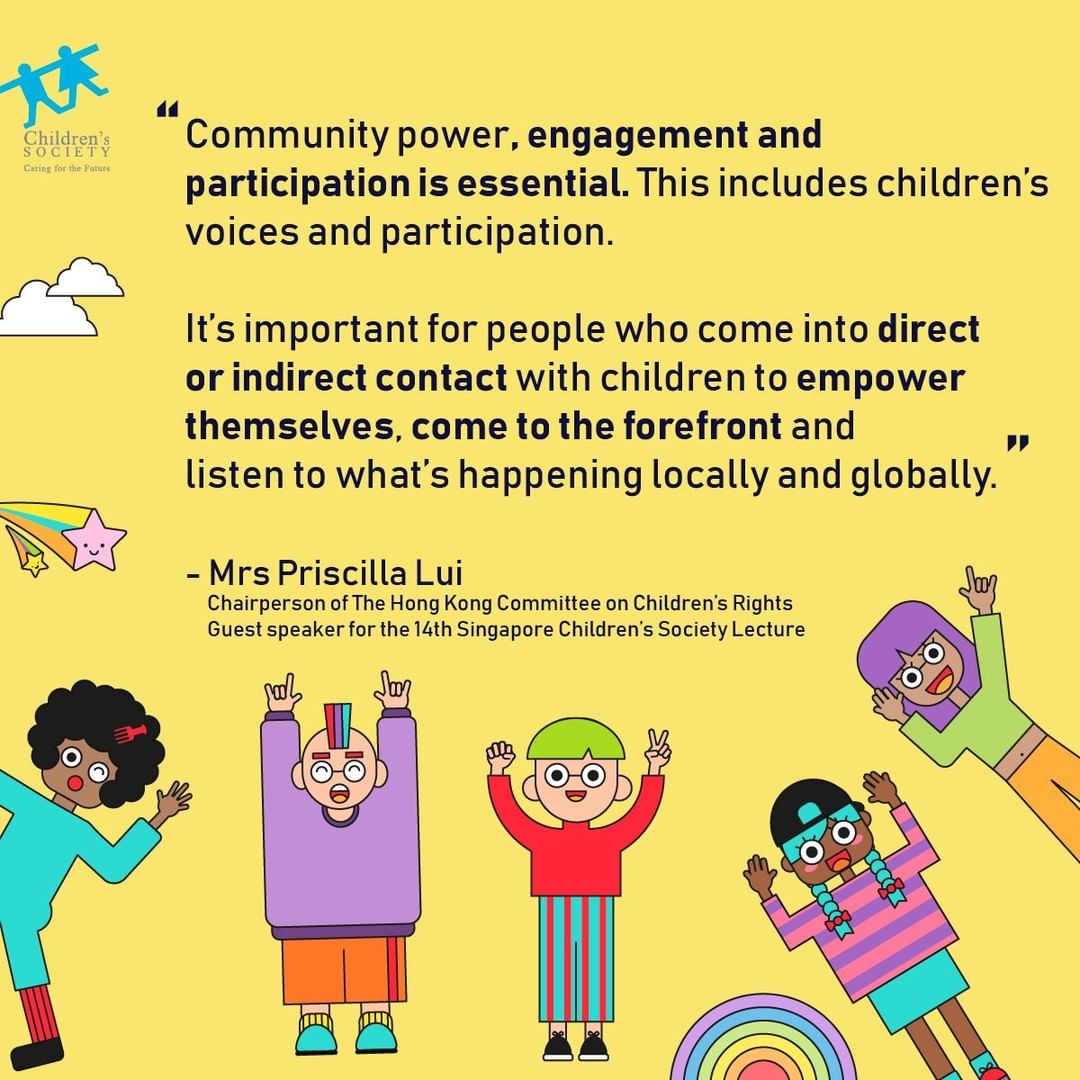 Children's
SOCIETY
Caring for the Future
“Community power, engagement and
participation is essential. This includes children’s
voices and participation.
It’s important for people who come into direct
or indirect contact with children to empower
themselves, come to the forefront and
listen to what’s happening locally and globally.”
- Mrs Priscilla Lui
Chairperson of The Hong Kong Committee on Children’s Rights
Guest speaker for the 14th Singapore Children’s Society Lecture